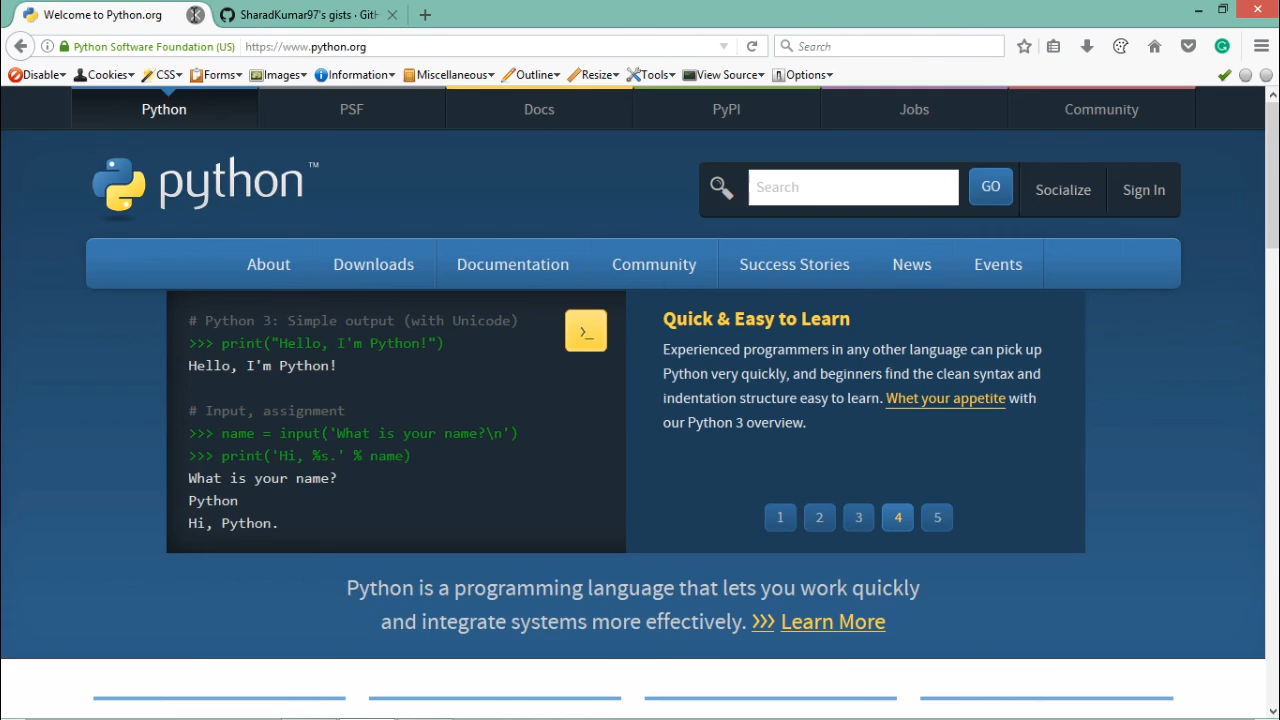 Welcome to Python.org
SharadKumar97's gists · GitH
Python Software Foundation (US)
https://www.python.org
Search
Disable
Cookies
CSS
Forms
Images
Information
Miscellaneous
Outline
Resize
Tools
View Source
Options
Python
PSF
Docs
PyPI
Jobs
Community
python™
Search
GO
Socialize
Sign In
About
Downloads
Documentation
Community
Success Stories
News
Events
# Python 3: Simple output (with Unicode)
>>> print("Hello, I'm Python!")
Hello, I'm Python!
# Input, assignment
>>> name = input('What is your name?\n')
>>> print('Hi, %s.' % name)
What is your name?
Python
Hi, Python.
>_
Quick & Easy to Learn
Experienced programmers in any other language can pick up
Python very quickly, and beginners find the clean syntax and
indentation structure easy to learn. Whet your appetite with
our Python 3 overview.
1
2
3
4
5
Python is a programming language that lets you work quickly
and integrate systems more effectively. >>> Learn More